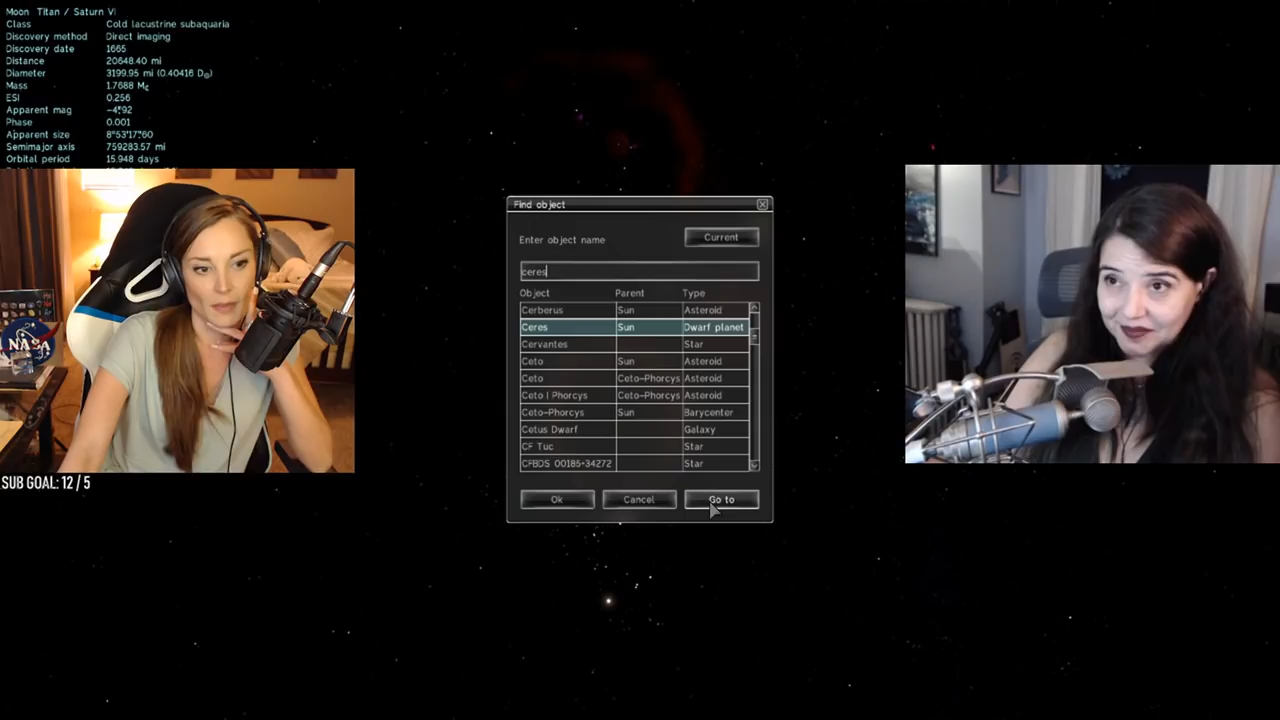 Moon Titan / Saturn VI
Class Cold lacustrine subaquaria
Discovery method Direct imaging
Discovery date 1665
Distance 20648.40 mi
Diameter 3199.95 mi (0.40416 D⊕)
Mass 1.7688 M☾
ESI 0.256
Apparent mag −4.m92
Phase 0.001
Apparent size 8°53'17."60
Semimajor axis 759283.57 mi
Orbital period 15.948 days
Find object
Enter object name Current
ceres
Object Parent Type
Cerberus Sun Asteroid
Ceres Sun Dwarf planet
Cervantes Star
Ceto Sun Asteroid
Ceto Ceto-Phorcys Asteroid
Ceto I Phorcys Ceto-Phorcys Asteroid
Ceto-Phorcys Sun Barycenter
Cetus Dwarf Galaxy
CF Tuc Star
CFBDS 00185+34272 Star
Ok Cancel Go to
NASA
SUB GOAL: 12 / 5